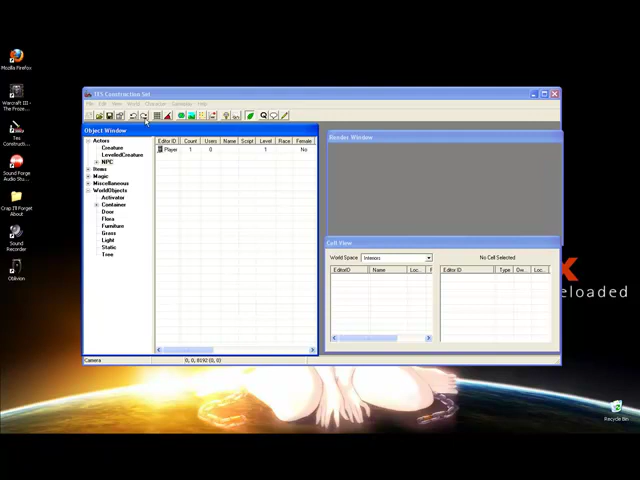 Mozilla Firefox
Warcraft III -
The Froze...
Tes
Constructi...
Sound Forge
Audio Stu...
Crap I'll Forget
About
Sound
Recorder
Oblivion
TES Construction Set
File Edit View World Character Gameplay Help
Object Window
Actors
Creature
LeveledCreature
NPC
Items
Magic
Miscellaneous
WorldObjects
Activator
Container
Door
Flora
Furniture
Grass
Light
Static
Tree
Editor ID Count Users Name Script Level Race Female
Player 1 0 1 No
Render Window
Cell View
World Space Interiors No Cell Selected
EditorID Name Loc... F
Editor ID Type Ow... Loc...
Camera 0, 0, 8192 (0, 0)
x
eloaded
Recycle Bin